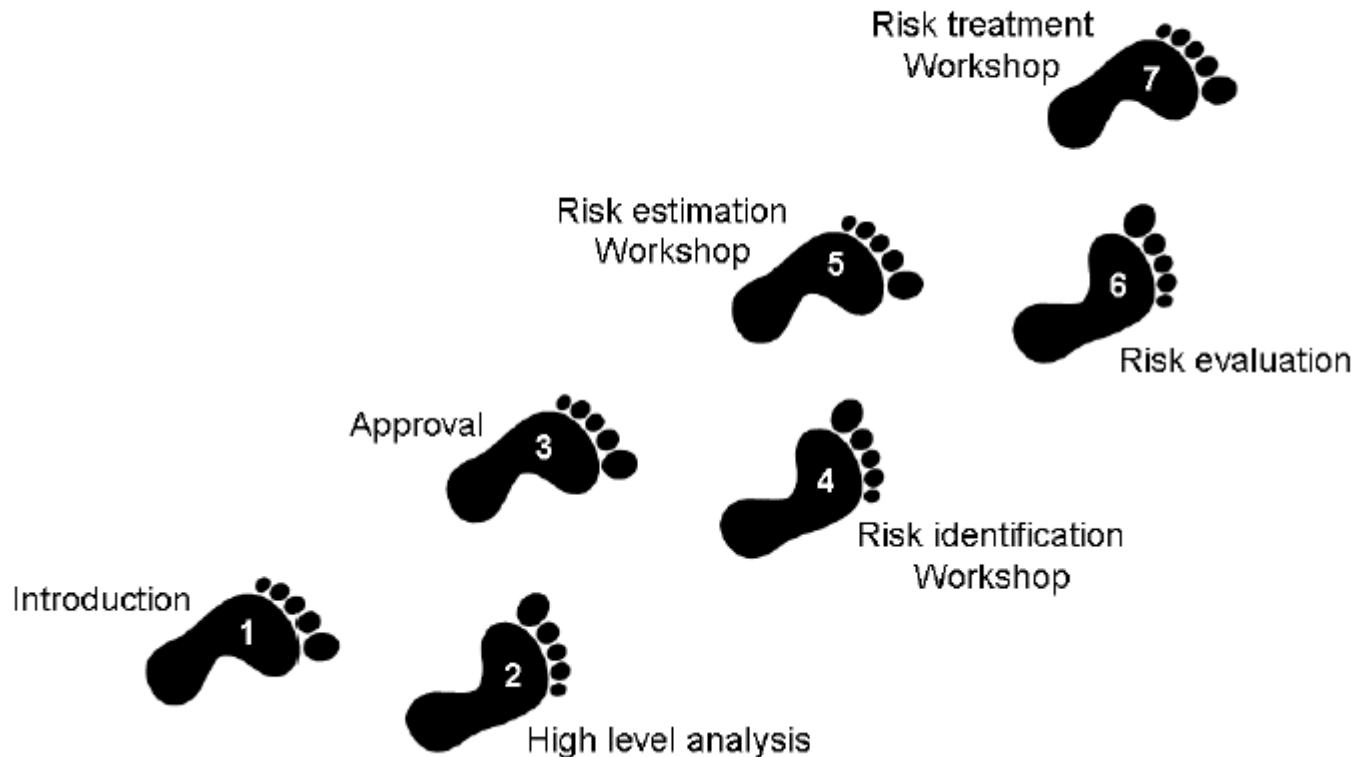 Introduction
1
2
High level analysis
Approval
3
4
Risk identification
Workshop
Risk estimation
Workshop
5
6
Risk evaluation
Risk treatment
Workshop
7